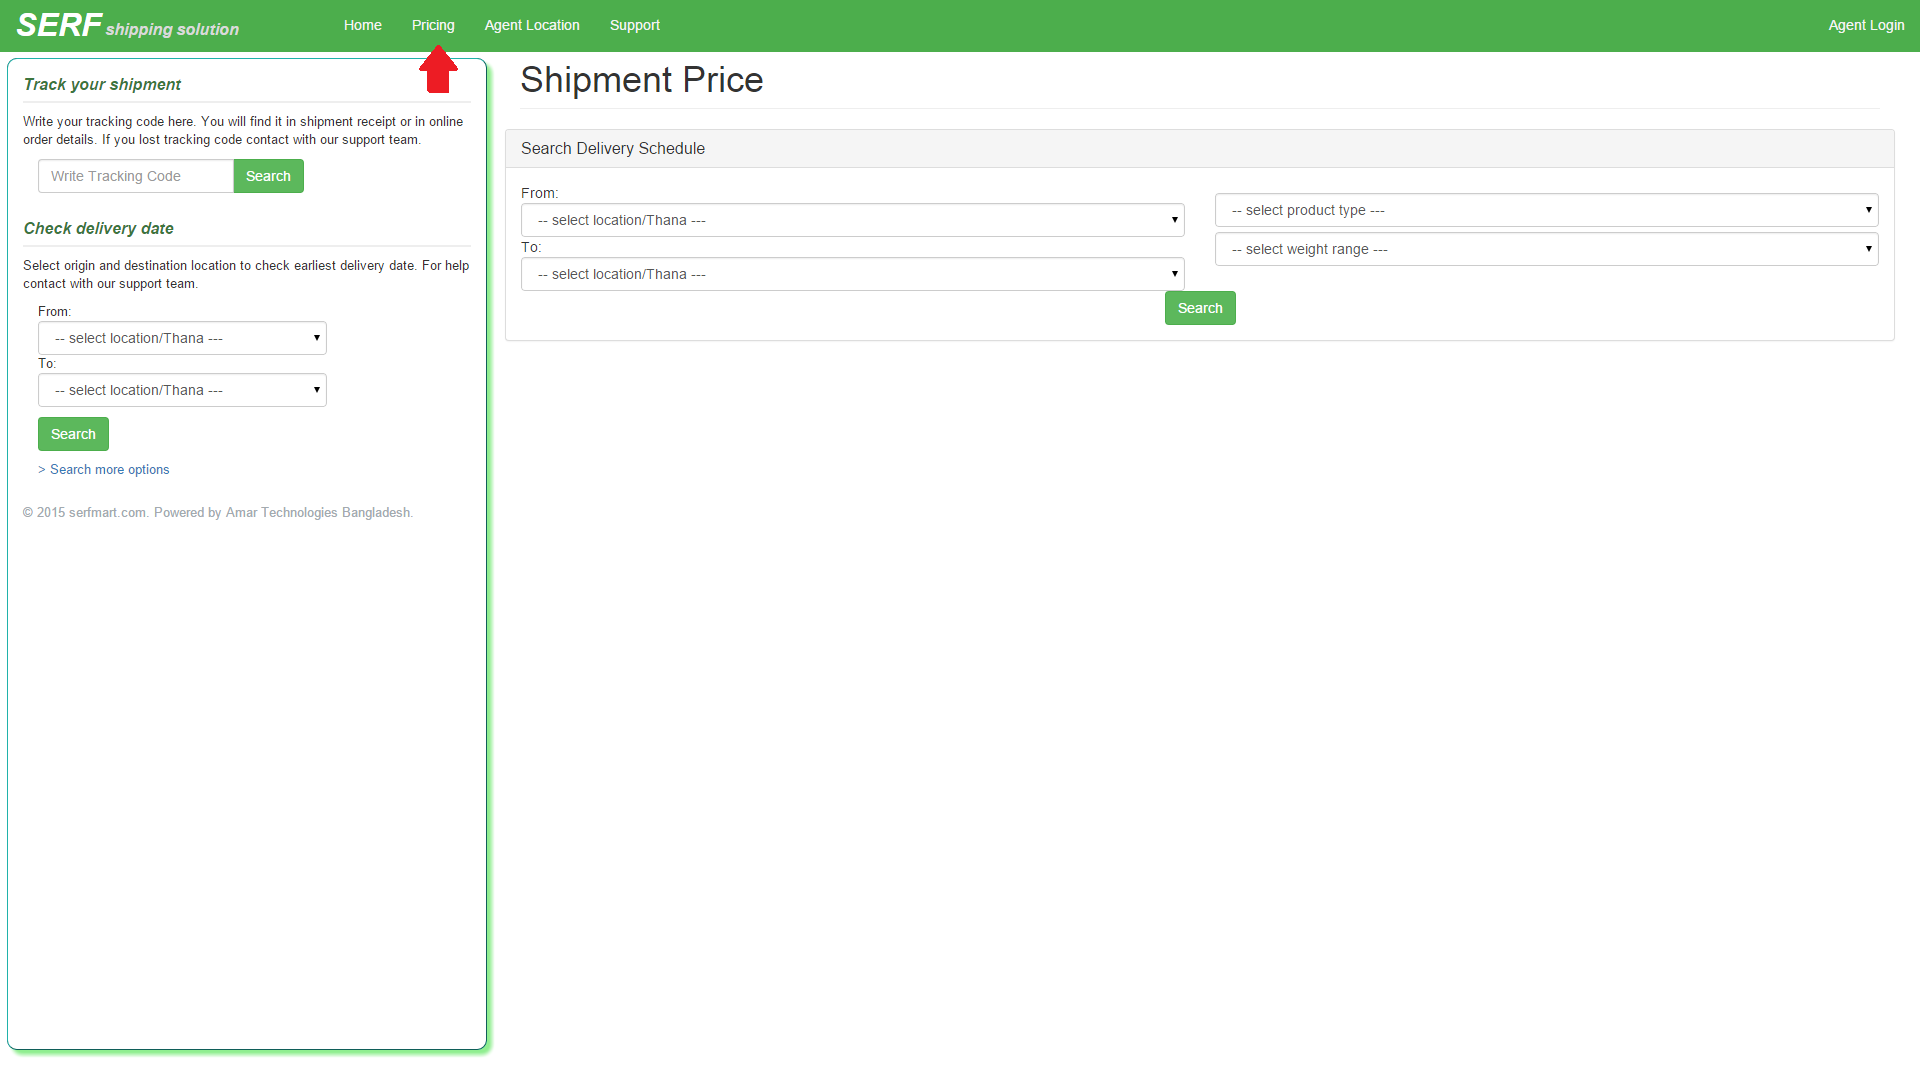 SERF shipping solution
Home
Pricing
Agent Location
Support
Agent Login
Track your shipment
Write your tracking code here. You will find it in shipment receipt or in online
order details. If you lost tracking code contact with our support team.
Write Tracking Code
Search
Check delivery date
Select origin and destination location to check earliest delivery date. For help
contact with our support team.
From:
-- select location/Thana ---
To:
-- select location/Thana ---
Search
> Search more options
© 2015 serfmart.com. Powered by Amar Technologies Bangladesh.
Shipment Price
Search Delivery Schedule
From:
-- select location/Thana ---
To:
-- select location/Thana ---
-- select product type ---
-- select weight range ---
Search